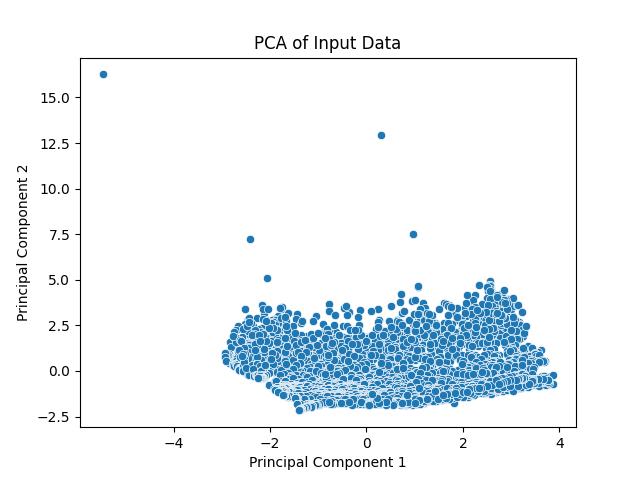 PCA of Input Data
Principal Component 2
15.0
12.5
10.0
7.5
5.0
2.5
0.0
−2.5
−4 −2 0 2 4
Principal Component 1